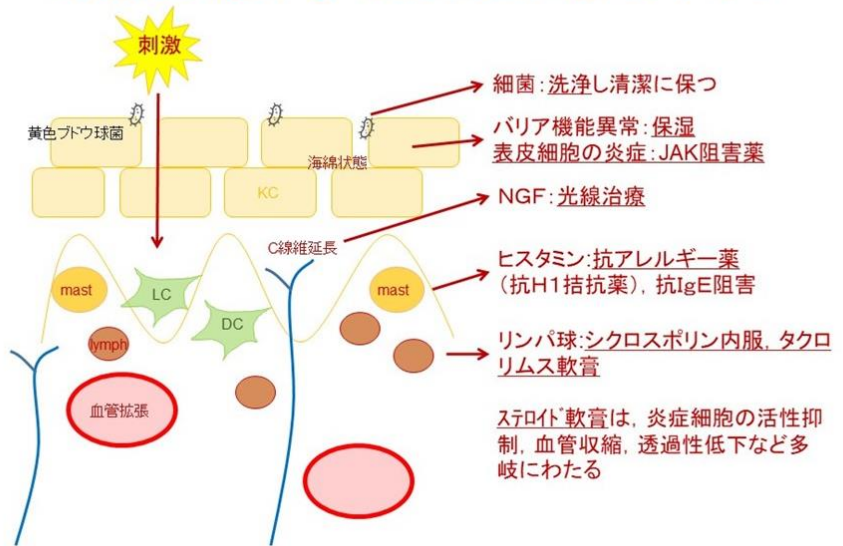 刺激
黄色ブドウ球菌
海綿状態
KC
C線維延長
mast
LC
DC
mast
lymph
血管拡張
細菌：洗浄し清潔に保つ
バリア機能異常：保湿
表皮細胞の炎症：JAK阻害薬
NGF：光線治療
ヒスタミン：抗アレルギー薬
（抗H1拮抗薬），抗IgE阻害
リンパ球：シクロスポリン内服，タクロ
リムス軟膏
ステロイド軟膏は，炎症細胞の活性抑
制，血管収縮，透過性低下など多
岐にわたる